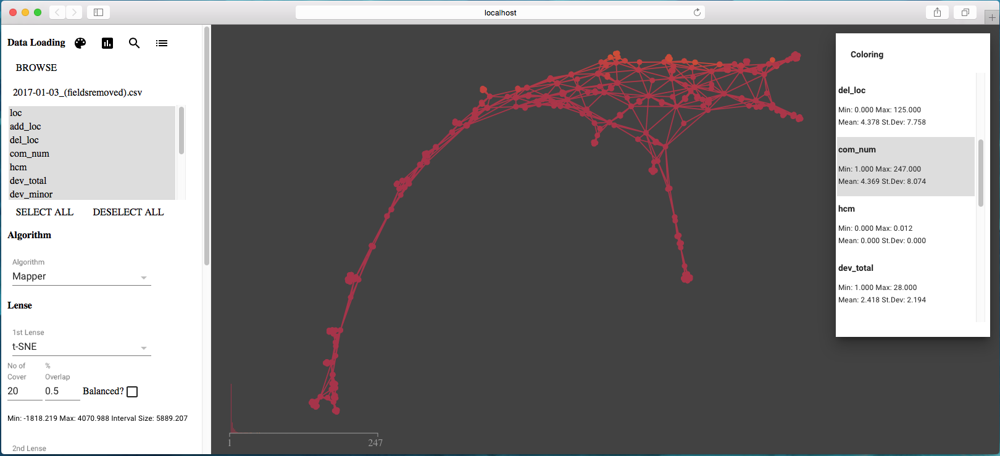 localhost
Data Loading
BROWSE
2017-01-03_(fieldsremoved).csv
loc
add_loc
del_loc
com_num
hcm
dev_total
dev_minor
SELECT ALL DESELECT ALL
Algorithm
Algorithm
Mapper
Lense
1st Lense
t-SNE
No of Cover
% Overlap
20 0.5 Balanced?
Min: -1818.219 Max: 4070.988 Interval Size: 5889.207
2nd Lense
1 247
Coloring
del_loc
Min: 0.000 Max: 125.000
Mean: 4.378 St.Dev: 7.758
com_num
Min: 1.000 Max: 247.000
Mean: 4.369 St.Dev: 8.074
hcm
Min: 0.000 Max: 0.012
Mean: 0.000 St.Dev: 0.000
dev_total
Min: 1.000 Max: 28.000
Mean: 2.418 St.Dev: 2.194